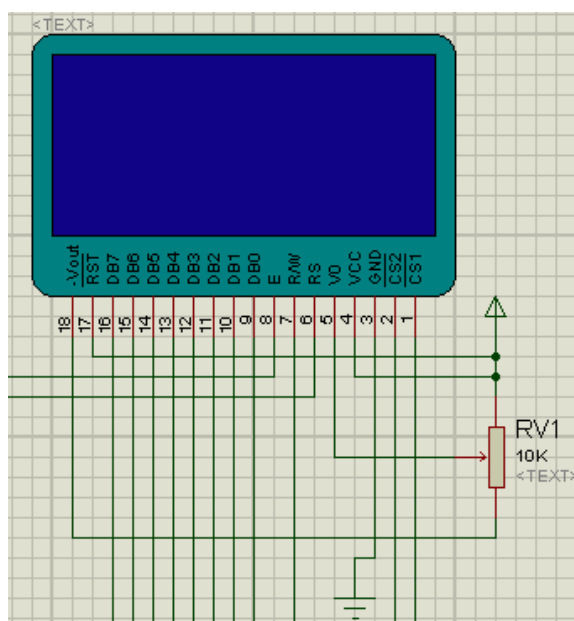 <TEXT>
-Vout
RST
DB7
DB6
DB5
DB4
DB3
DB2
DB1
DB0
E
R/W
RS
V0
VCC
GND
CS2
CS1
18
17
16
15
14
13
12
11
10
9
8
7
6
5
4
3
2
1
RV1
10K
<TEXT>